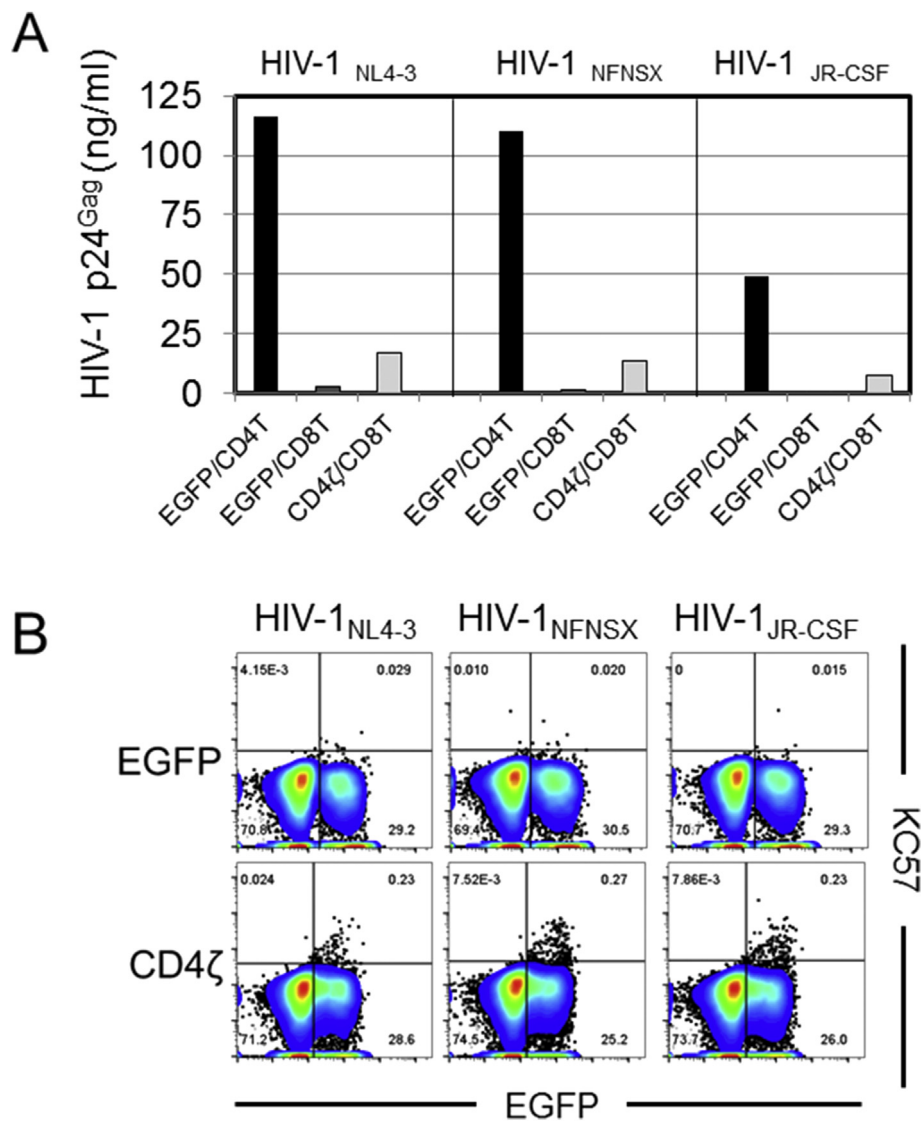 A
HIV-1 NL4-3 HIV-1 NFNSX HIV-1 JR-CSF
HIV-1 p24Gag (ng/ml)
125
100
75
50
25
0
EGFP/CD4T EGFP/CD8T CD4ζ/CD8T EGFP/CD4T EGFP/CD8T CD4ζ/CD8T EGFP/CD4T EGFP/CD8T CD4ζ/CD8T
B
HIV-1NL4-3 HIV-1NFNSX HIV-1JR-CSF
4.15E-3 0.029 0.010 0.020 0 0.015
EGFP
70.8 29.2 69.4 30.5 70.7 29.3
KC57
0.024 0.23 7.52E-3 0.27 7.86E-3 0.23
CD4ζ
71.2 28.6 74.5 25.2 73.7 26.0
EGFP